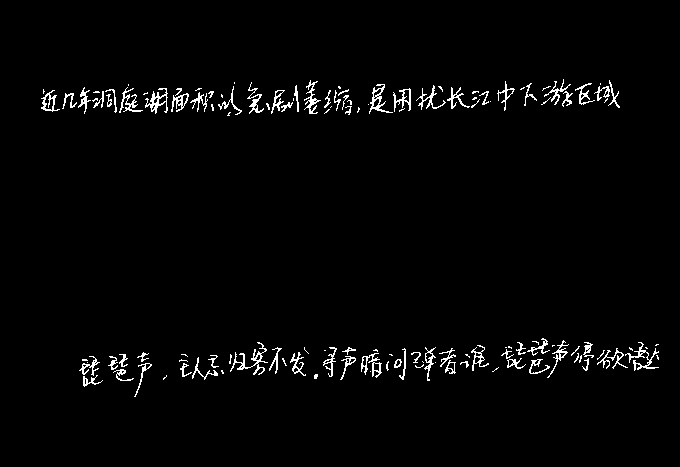 近几年洞庭湖面积的急剧萎缩,是困扰长江中下游区域
琵琶声,主人忘归客不发.寻声暗问弹者谁,琵琶声停欲语迟